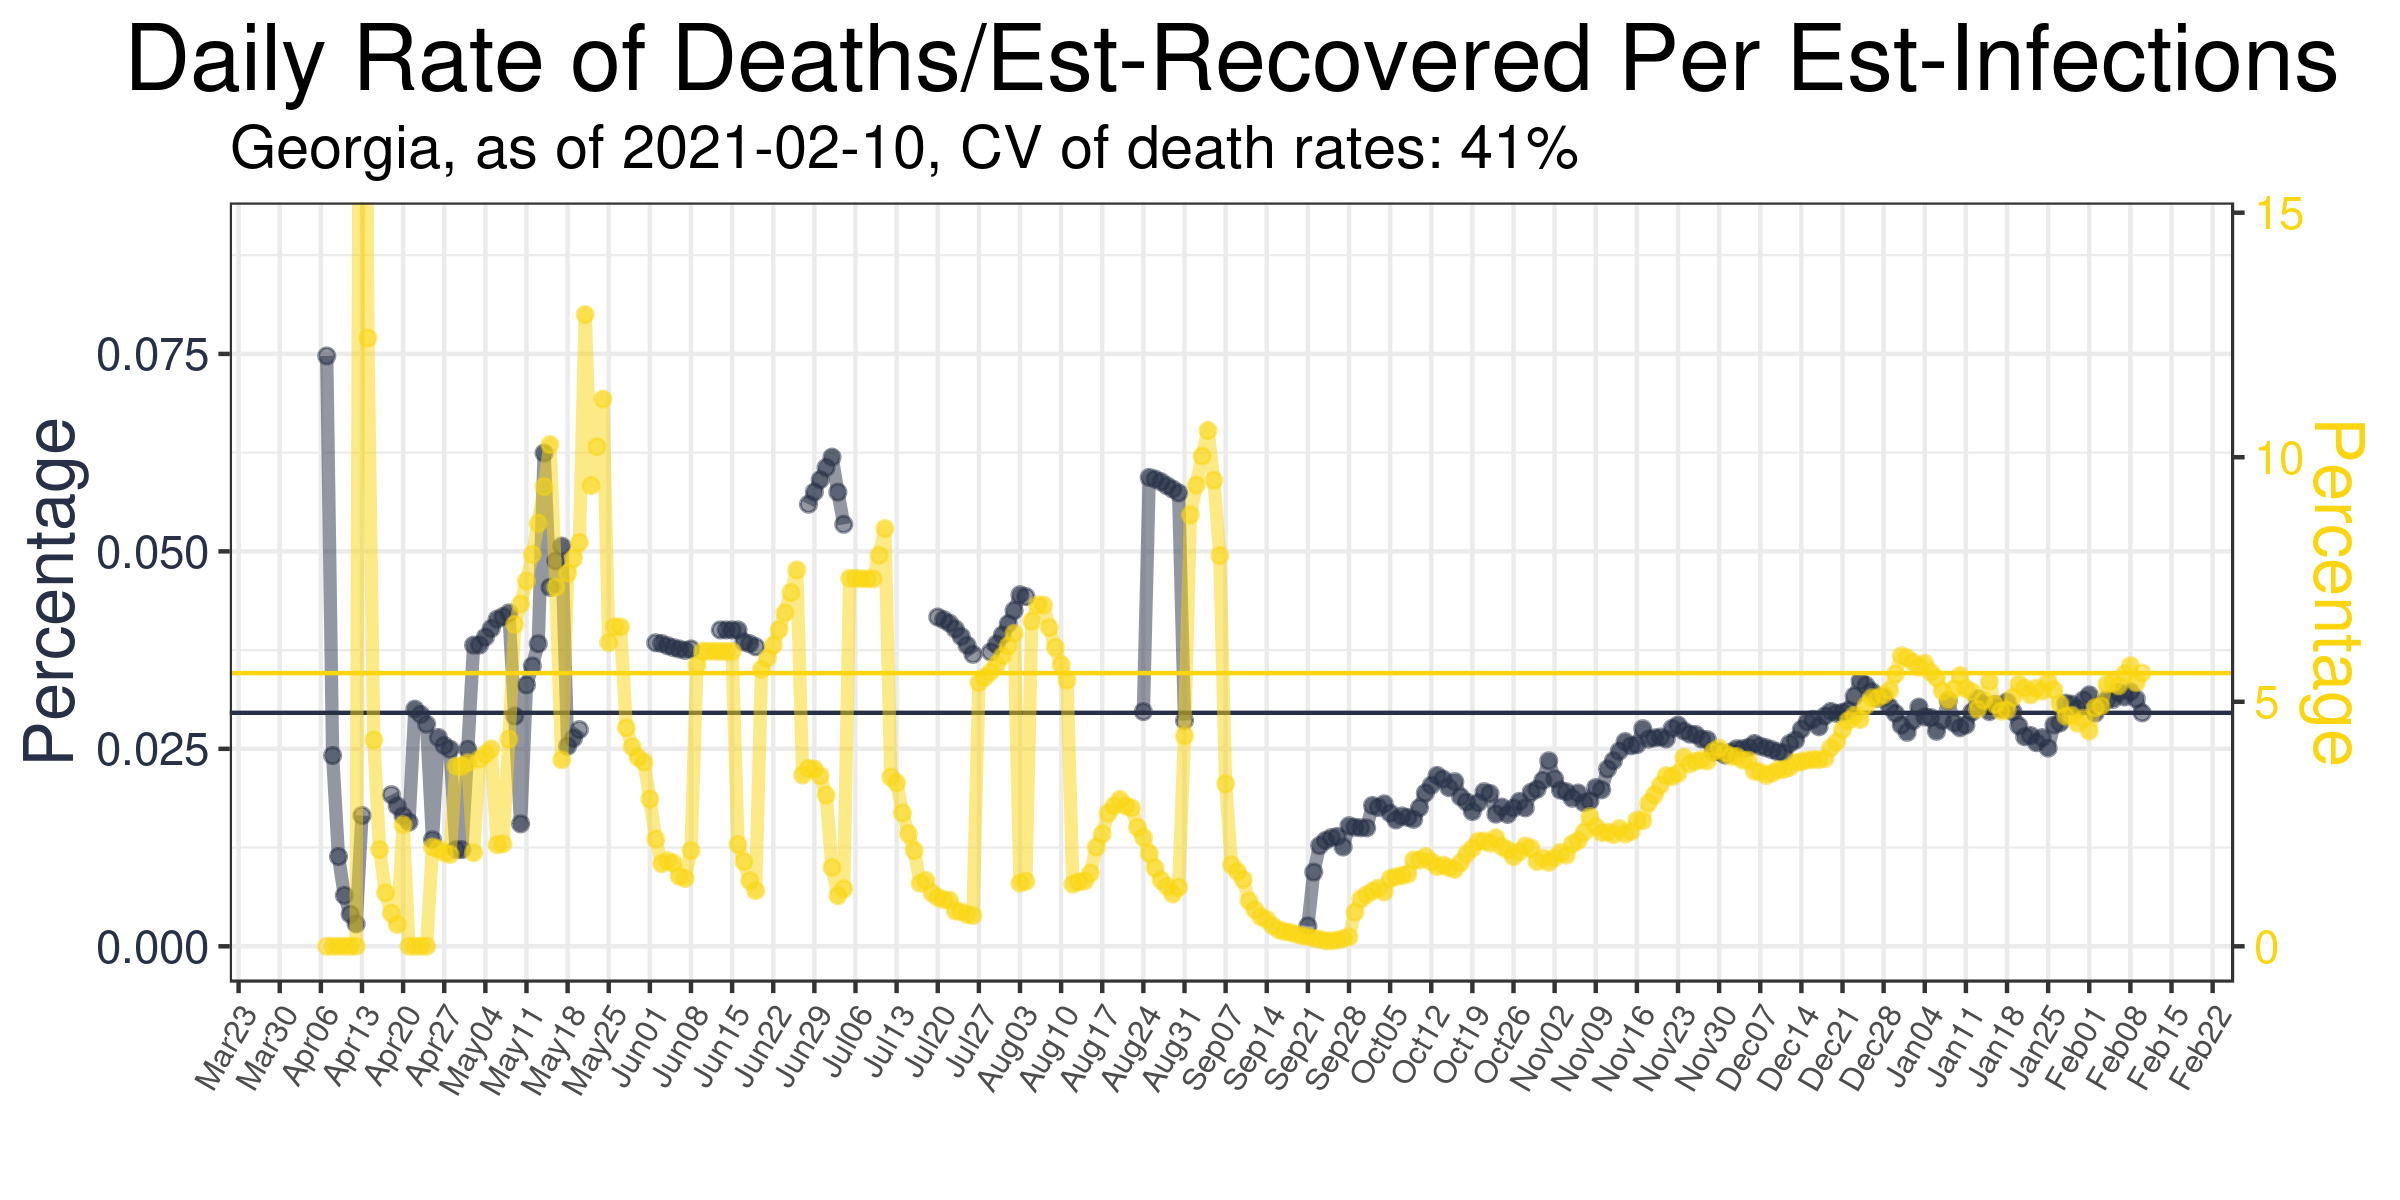 Daily Rate of Deaths/Est-Recovered Per Est-Infections
Georgia, as of 2021-02-10, CV of death rates: 41%
Percentage
0.075
0.050
0.025
0.000
15
10
5
0
Percentage
Mar23
Mar30
Apr06
Apr13
Apr20
Apr27
May04
May11
May18
May25
Jun01
Jun08
Jun15
Jun22
Jun29
Jul06
Jul13
Jul20
Jul27
Aug03
Aug10
Aug17
Aug24
Aug31
Sep07
Sep14
Sep21
Sep28
Oct05
Oct12
Oct19
Oct26
Nov02
Nov09
Nov16
Nov23
Nov30
Dec07
Dec14
Dec21
Dec28
Jan04
Jan11
Jan18
Jan25
Feb01
Feb08
Feb15
Feb22